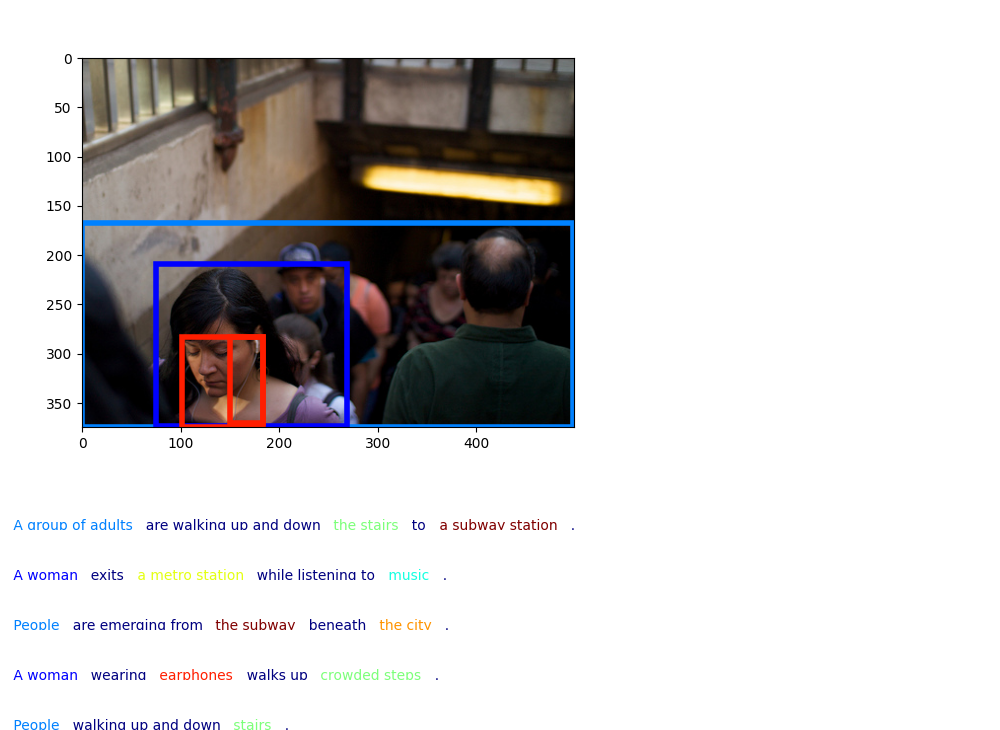 0
50
100
150
200
250
300
350
0 100 200 300 400
A group of adults are walking up and down the stairs to a subway station .
A woman exits a metro station while listening to music .
People are emerging from the subway beneath the city .
A woman wearing earphones walks up crowded steps .
People walking up and down stairs .